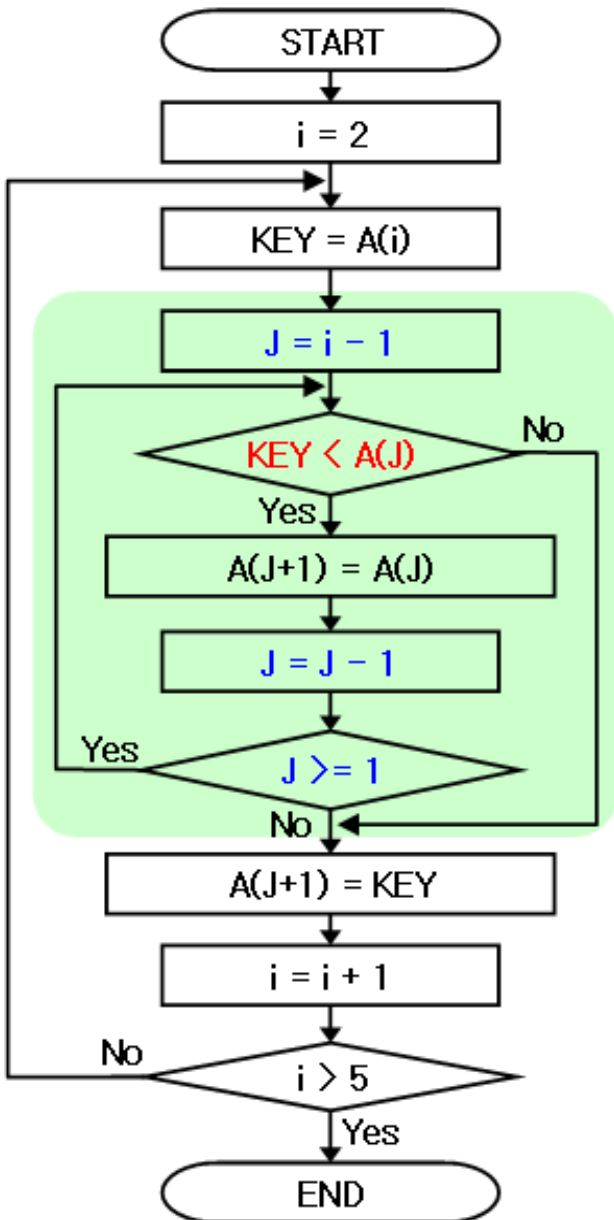 START
i = 2
KEY = A(i)
J = i - 1
KEY < A(J)
No
Yes
A(J+1) = A(J)
J = J - 1
Yes
J >= 1
No
A(J+1) = KEY
i = i + 1
No
i > 5
Yes
END